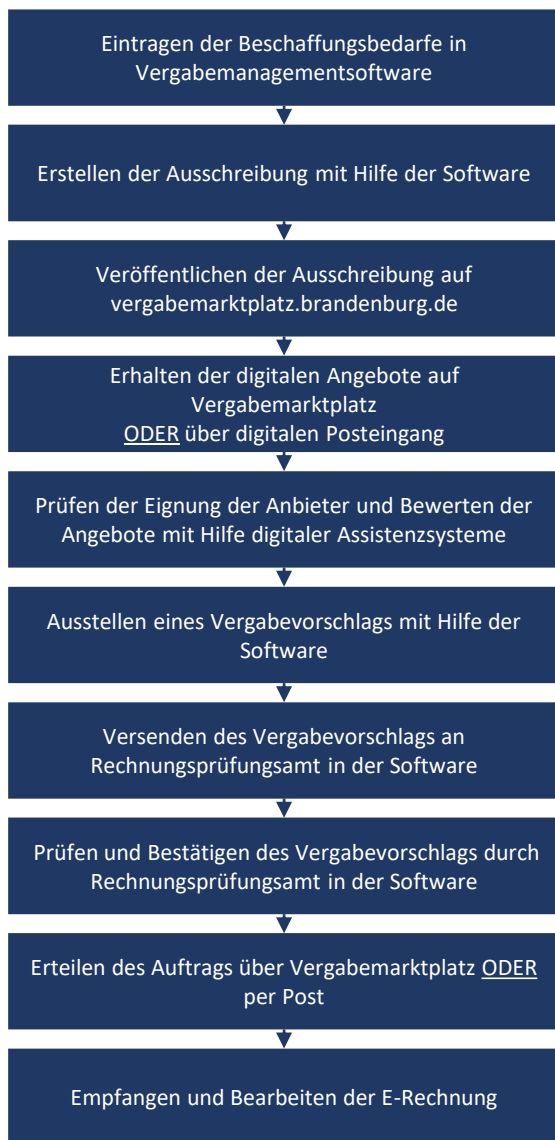 Eintragen der Beschaffungsbedarfe in
Vergabemanagementsoftware
Erstellen der Ausschreibung mit Hilfe der Software
Veröffentlichen der Ausschreibung auf
vergabemarktplatz.brandenburg.de
Erhalten der digitalen Angebote auf
Vergabemarktplatz
ODER über digitalen Posteingang
Prüfen der Eignung der Anbieter und Bewerten der
Angebote mit Hilfe digitaler Assistenzsysteme
Ausstellen eines Vergabevorschlags mit Hilfe der
Software
Versenden des Vergabevorschlags an
Rechnungsprüfungsamt in der Software
Prüfen und Bestätigen des Vergabevorschlags durch
Rechnungsprüfungsamt in der Software
Erteilen des Auftrags über Vergabemarktplatz ODER
per Post
Empfangen und Bearbeiten der E-Rechnung